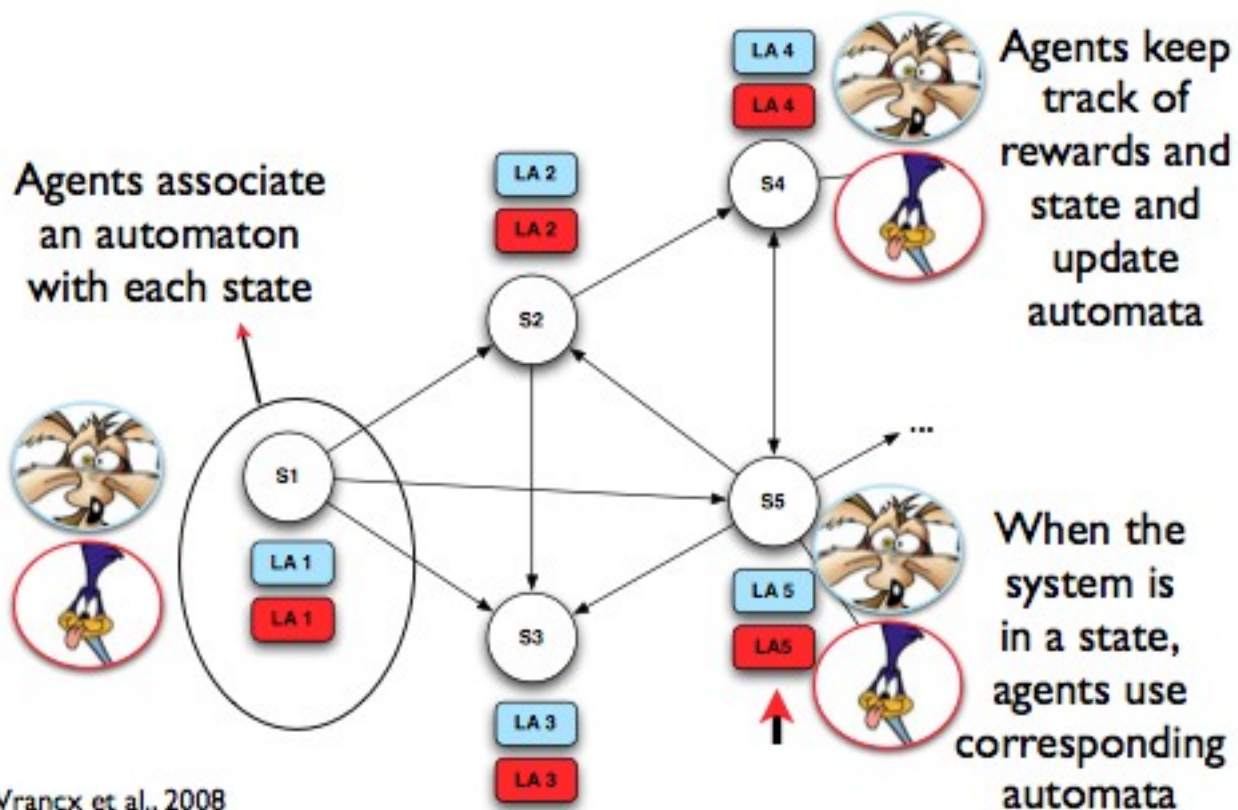 Agents associate
an automaton
with each state
LA 4
LA 4
S4
Agents keep
track of
rewards and
state and
update
automata
LA 2
LA 2
S2
S1
LA 1
LA 1
...
S5
LA 5
LA5
When the
system is
in a state,
agents use
corresponding
automata
S3
LA 3
LA 3
Vrancx et al., 2008